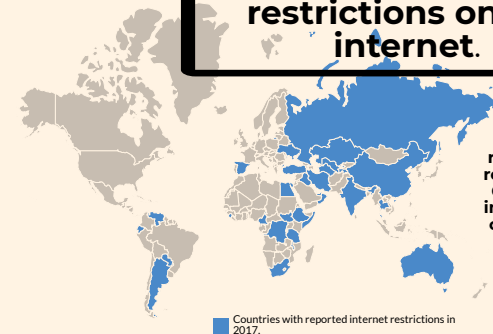 restrictions on
internet.
Countries with reported internet restrictions in
2017.